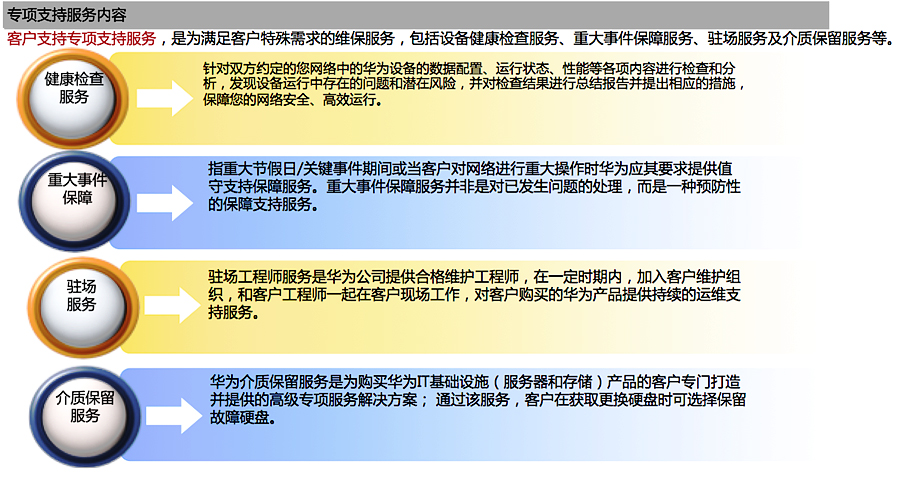 专项支持服务内容
客户支持专项支持服务，是为满足客户特殊需求的维保服务，包括设备健康检查服务、重大事件保障服务、驻场服务及介质保留服务等。
健康检查
服务
针对双方约定的您网络中的华为设备的数据配置、运行状态、性能等各项内容进行检查和分
析，发现设备运行中存在的问题和潜在风险，并对检查结果进行总结报告并提出相应的措施，
保障您的网络安全、高效运行。
重大事件
保障
指重大节假日/关键事件期间或当客户对网络进行重大操作时华为应其要求提供值
守支持保障服务。重大事件保障服务并非是对已发生问题的处理，而是一种预防性
的保障支持服务。
驻场
服务
驻场工程师服务是华为公司提供合格维护工程师，在一定时期内，加入客户维护组
织，和客户工程师一起在客户现场工作，对客户购买的华为产品提供持续的运维支
持服务。
介质保留
服务
华为介质保留服务是为购买华为IT基础设施（服务器和存储）产品的客户专门打造
并提供的高级专项服务解决方案； 通过该服务，客户在获取更换硬盘时可选择保留
故障硬盘。